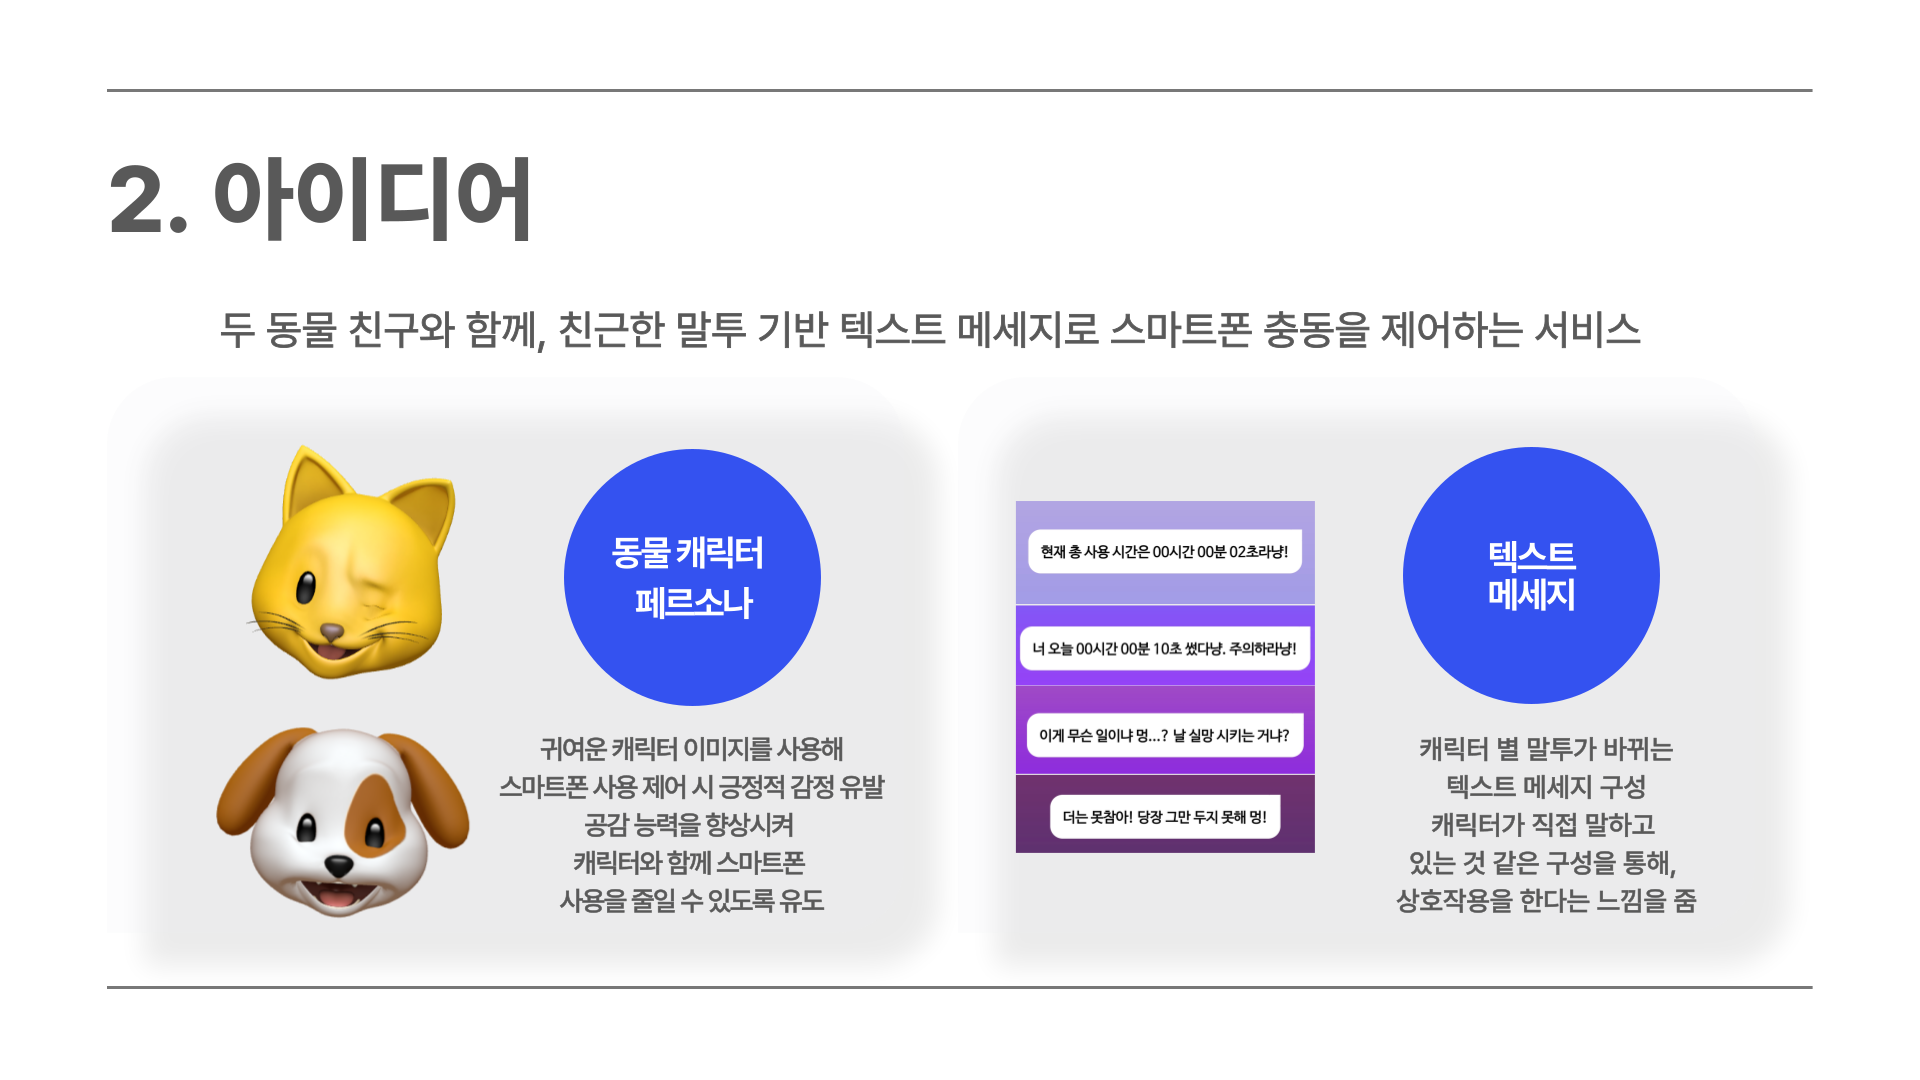 2. 아이디어
두 동물 친구와 함께, 친근한 말투 기반 텍스트 메세지로 스마트폰 충동을 제어하는 서비스
동물 캐릭터
페르소나
귀여운 캐릭터 이미지를 사용해
스마트폰 사용 제어 시 긍정적 감정 유발
공감 능력을 향상시켜
캐릭터와 함께 스마트폰
사용을 줄일 수 있도록 유도
현재 총 사용 시간은 00시간 00분 02초라냥!
너 오늘 00시간 00분 10초 썼다냥. 주의하라냥!
이게 무슨 일이냐 멍...? 날 실망 시키는 거냐?
더는 못참아! 당장 그만 두지 못해 멍!
텍스트
메세지
캐릭터 별 말투가 바뀌는
텍스트 메세지 구성
캐릭터가 직접 말하고
있는 것 같은 구성을 통해,
상호작용을 한다는 느낌을 줌